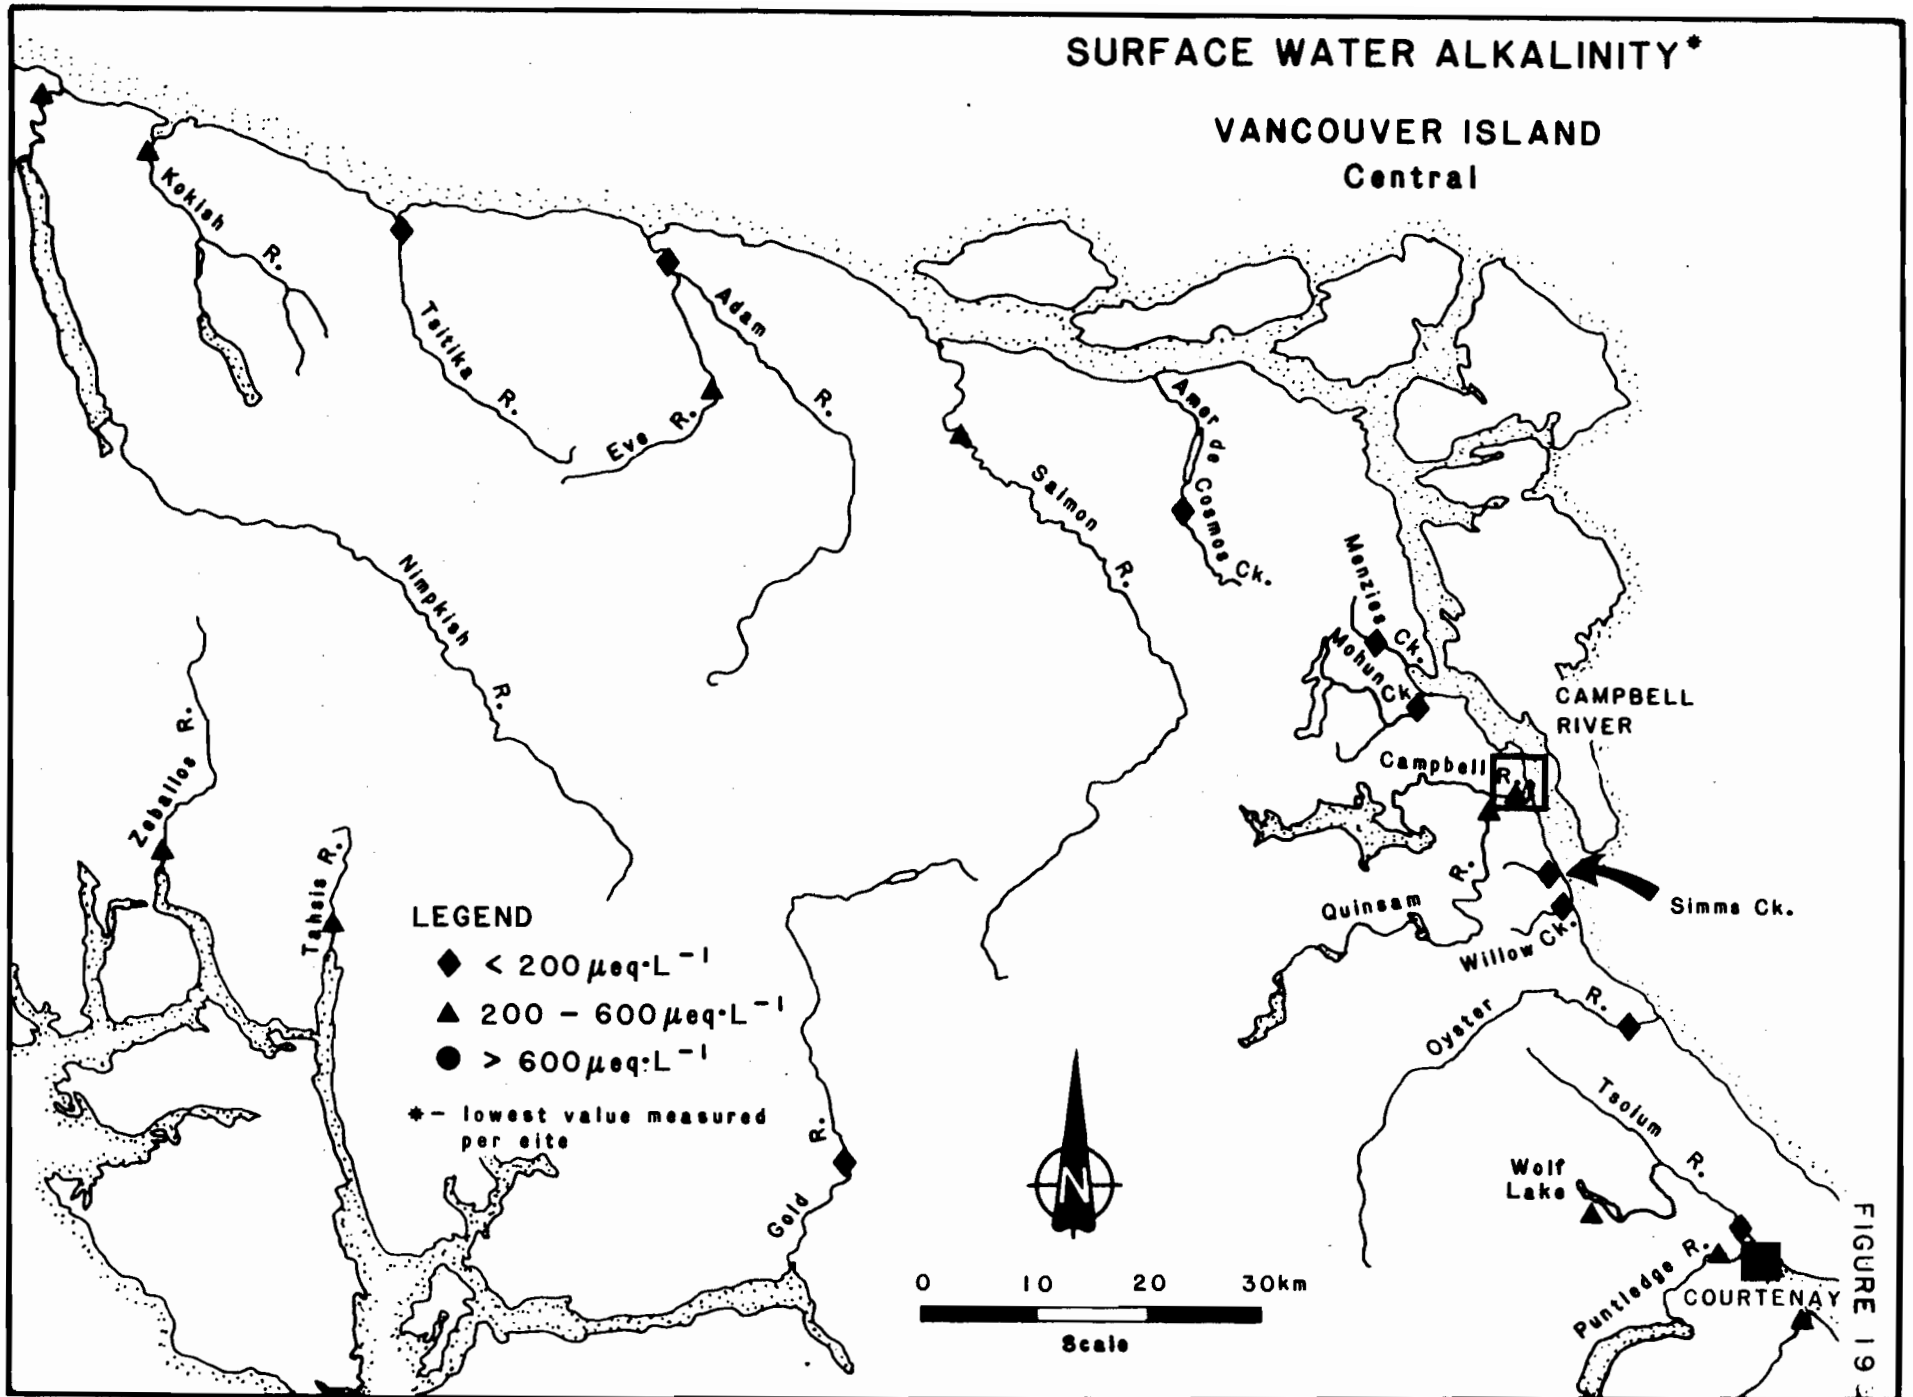 SURFACE WATER ALKALINITY*
VANCOUVER ISLAND
Central
Kokish R.
Tsitika R.
Adam R.
Eve R.
Salmon R.
Amor de Cosmos Ck.
Nimpkish R.
Menzies Ck.
Mohun Ck.
CAMPBELL
RIVER
Campbell R.
Zeballos R.
Tahsis R.
Quinsam R.
Simms Ck.
Willow Ck.
Oyster R.
Tsolum R.
Wolf
Lake
Puntledge R.
COURTENAY
Gold R.
LEGEND
< 200 µeq·L⁻¹
200 – 600 µeq·L⁻¹
> 600 µeq·L⁻¹
*– lowest value measured
per site
N
0 10 20 30km
Scale
FIGURE 19